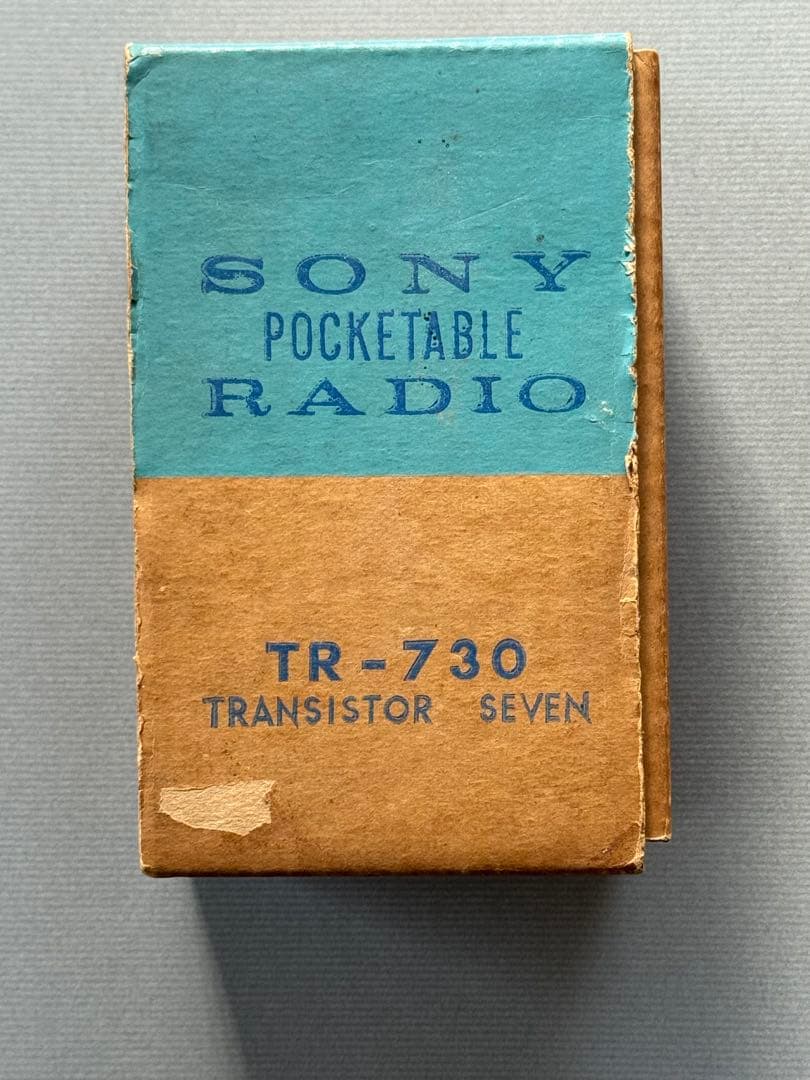 SONY
POCKETABLE
RADIO
TR-730
TRANSISTOR SEVEN